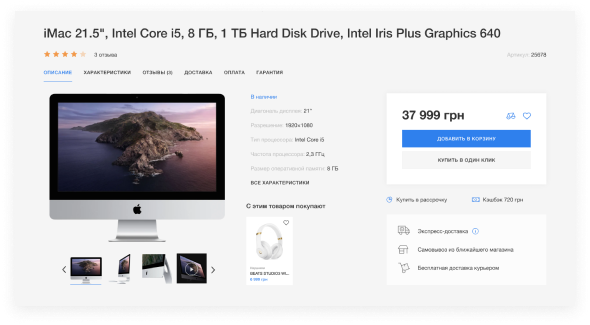 iMac 21.5", Intel Core i5, 8 ГБ, 1 ТБ Hard Disk Drive, Intel Iris Plus Graphics 640
3 отзыва
Артикул: 25678
ОПИСАНИЕ ХАРАКТЕРИСТИКИ ОТЗЫВЫ (3) ДОСТАВКА ОПЛАТА ГАРАНТИЯ
В наличии
Диагональ дисплея: 21"
Разрешение: 1920x1080
Тип процесора: Intel Core i5
Частота процесора: 2,3 ГГц
Размер оперативной памяти: 8 ГБ
ВСЕ ХАРАКТЕРИСТИКИ
С этим товаром покупают
BEATS STUDIO3 WI...
8 999 грн
37 999 грн
ДОБАВИТЬ В КОРЗИНУ
КУПИТЬ В ОДИН КЛИК
Купить в рассрочку
Кэшбэк 720 грн
Экспресс-доставка
Самовывоз из ближайшего магазина
Бесплатная доставка курьером